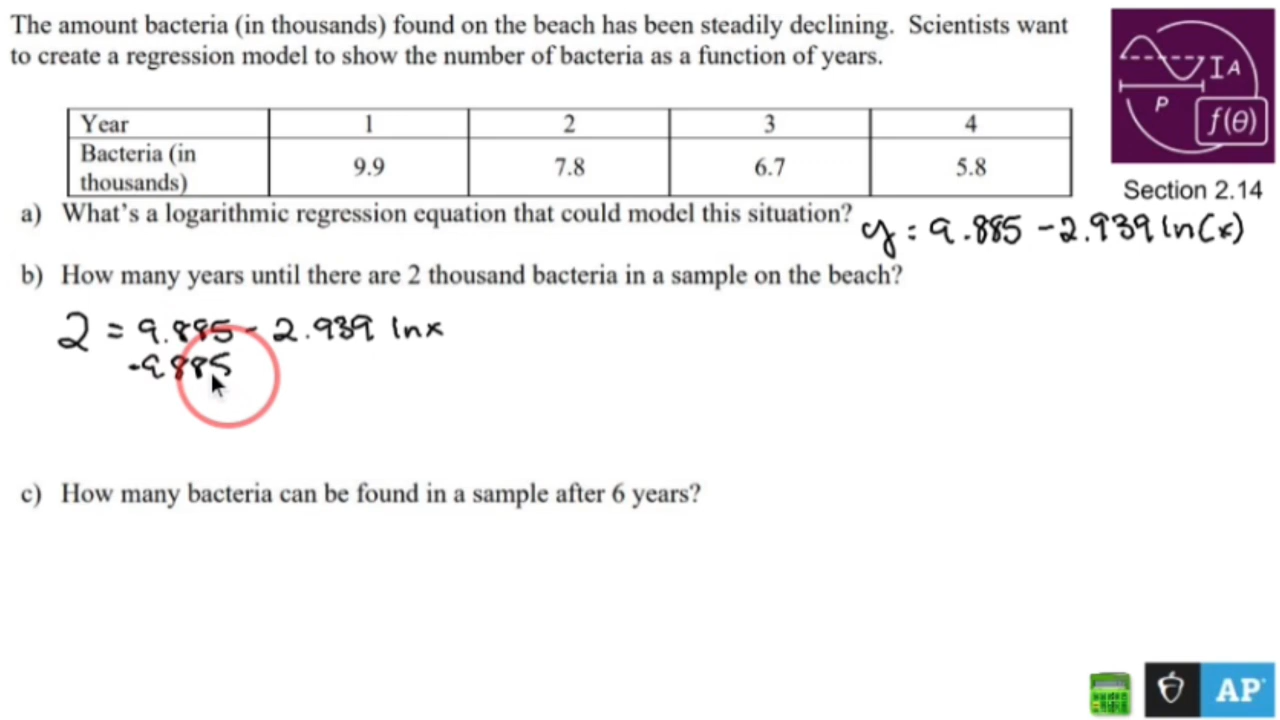 The amount bacteria (in thousands) found on the beach has been steadily declining. Scientists want
to create a regression model to show the number of bacteria as a function of years.
I A
P
f(θ)
Section 2.14
Year 1 2 3 4
Bacteria (in thousands) 9.9 7.8 6.7 5.8
a) What's a logarithmic regression equation that could model this situation?
y = 9.885 - 2.939 ln(x)
b) How many years until there are 2 thousand bacteria in a sample on the beach?
2 = 9.885 - 2.939 lnx
-9.885
c) How many bacteria can be found in a sample after 6 years?
AP